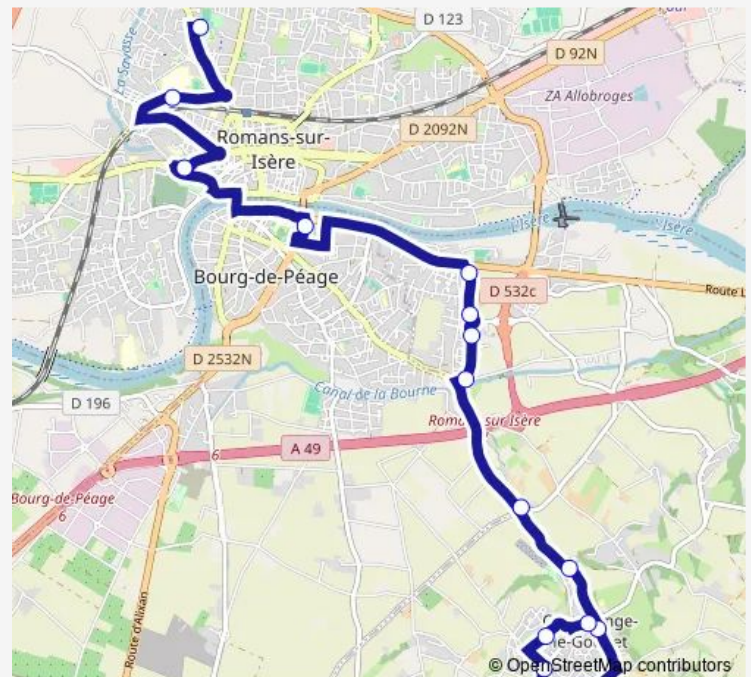 D 123
La Savasse
D 92N
ZA Allobroges
D 2092N
Romans-sur-
Isère
L'Isère
L'Isère
Bourg-de-Péage
D 532c
Route L
D 2532N
Canal de la Bourne
D 196
sur Isère
A 49
6
Bourg-de-Péage
6
Route d'Alixan
© OpenStreetMap contributors